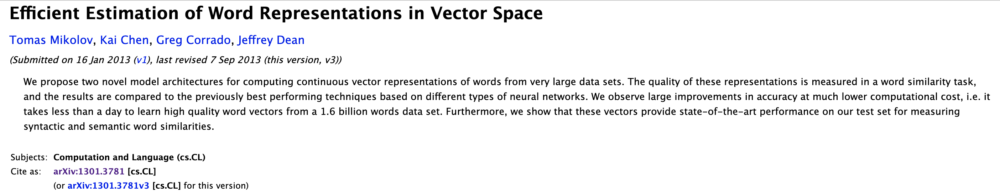 Efficient Estimation of Word Representations in Vector Space
Tomas Mikolov, Kai Chen, Greg Corrado, Jeffrey Dean
(Submitted on 16 Jan 2013 (v1), last revised 7 Sep 2013 (this version, v3))
We propose two novel model architectures for computing continuous vector representations of words from very large data sets. The quality of these representations is measured in a word similarity task,
and the results are compared to the previously best performing techniques based on different types of neural networks. We observe large improvements in accuracy at much lower computational cost, i.e. it
takes less than a day to learn high quality word vectors from a 1.6 billion words data set. Furthermore, we show that these vectors provide state-of-the-art performance on our test set for measuring
syntactic and semantic word similarities.
Subjects: Computation and Language (cs.CL)
Cite as: arXiv:1301.3781 [cs.CL]
(or arXiv:1301.3781v3 [cs.CL] for this version)